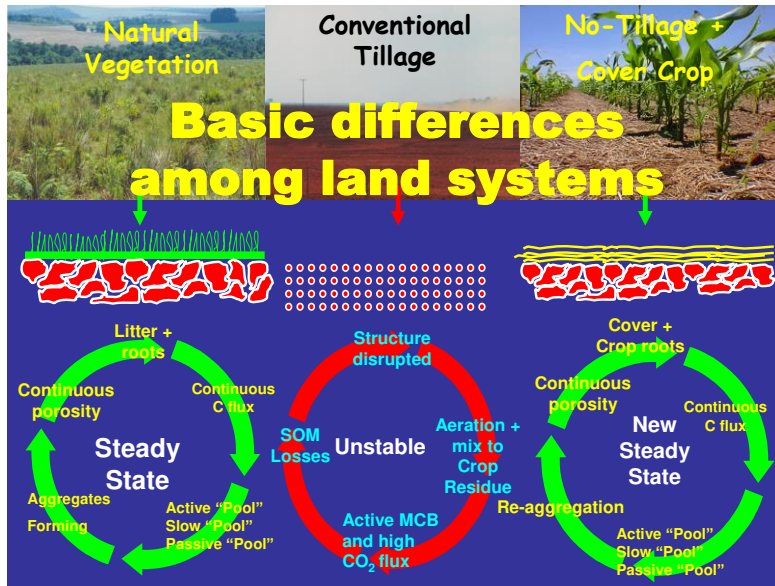 Natural
Vegetation
Conventional
Tillage
No-Tillage +
Cover Crop
Basic differences
among land systems
Litter +
roots
Continuous
C flux
Active “Pool”
Slow “Pool”
Passive “Pool”
Aggregates
Forming
Continuous
porosity
Steady
State
Structure
disrupted
Aeration +
mix to
Crop
Residue
Active MCB
and high
CO₂ flux
SOM
Losses
Unstable
Cover +
Crop roots
Continuous
C flux
Active “Pool”
Slow “Pool”
Passive “Pool”
Re-aggregation
Continuous
porosity
New
Steady
State